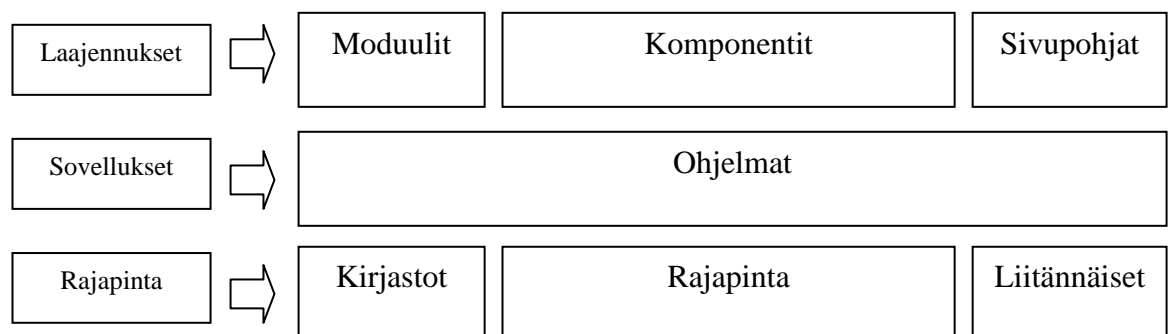 Laajennukset
Moduulit
Komponentit
Sivupohjat
Sovellukset
Ohjelmat
Rajapinta
Kirjastot
Rajapinta
Liitännäiset